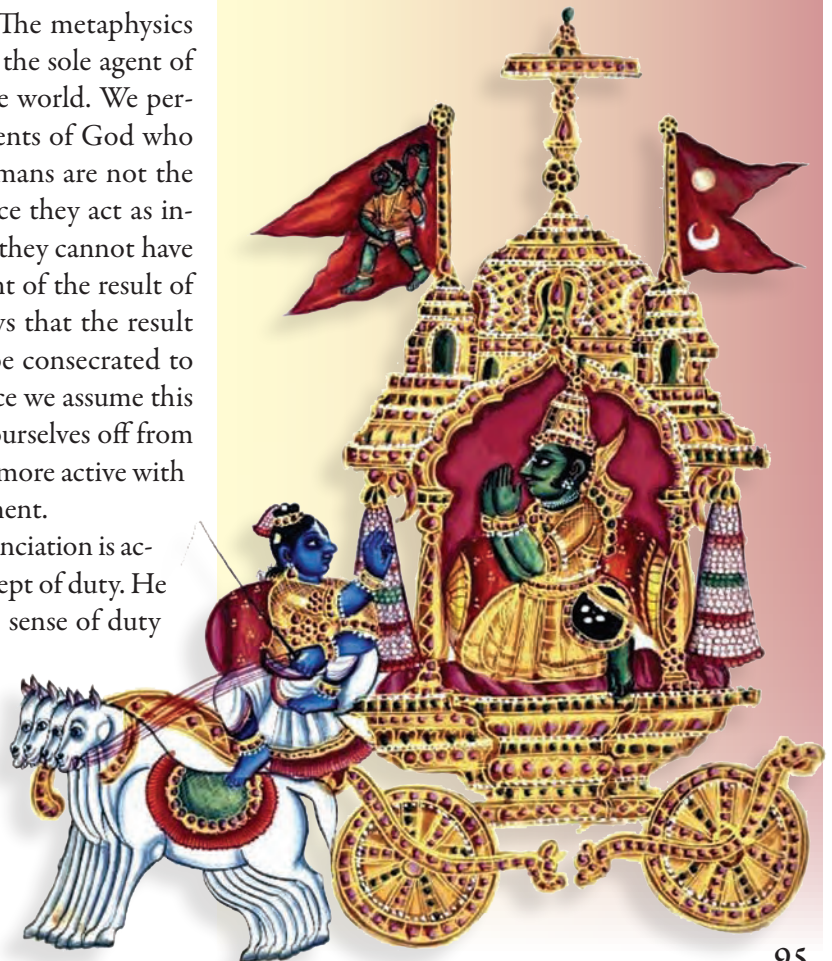 The metaphysics
the sole agent of
e world. We per-
ents of God who
mans are not the
ce they act as in-
they cannot have
nt of the result of
ys that the result
be consecrated to
ce we assume this
ourselves off from
more active with
ment.
nciation is ac-
ept of duty. He
sense of duty
95